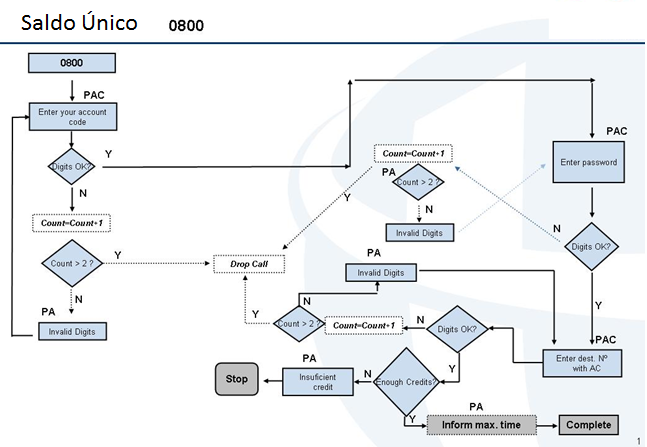 Saldo Único 0800
0800
PAC
Enter your account
code
Digits OK?
Y
N
Count=Count+1
Count > 2 ?
Y
N
PA
Invalid Digits
Drop Call
Count=Count+1
PA
Count > 2 ?
Y
N
Invalid Digits
PAC
Enter password
Digits OK?
N
Y
PAC
Enter dest. Nº
with AC
PA
Invalid Digits
N
Count > 2 ?
Y
Count=Count+1
N
Digits OK?
Y
Enough Credits?
N
PA
Insuficient
credit
Stop
Y
PA
Inform max. time
Complete
1